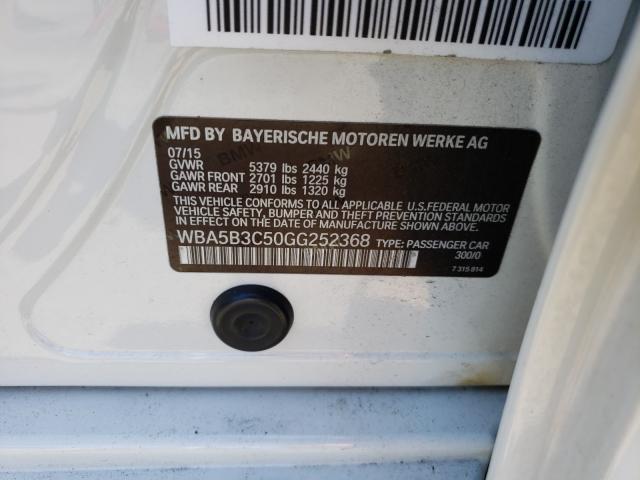 MFD BY BAYERISCHE MOTOREN WERKE AG
07/15
GVWR 5379 lbs 2440 kg
GAWR FRONT 2701 lbs 1225 kg
GAWR REAR 2910 lbs 1320 kg
THIS VEHICLE CONFORMS TO ALL APPLICABLE U.S.FEDERAL MOTOR
VEHICLE SAFETY, BUMPER AND THEFT PREVENTION STANDARDS
IN EFFECT ON THE DATE OF MANUFACTURE SHOWN ABOVE.
WBA5B3C50GG252368 TYPE: PASSENGER CAR
300/0
7 315 814